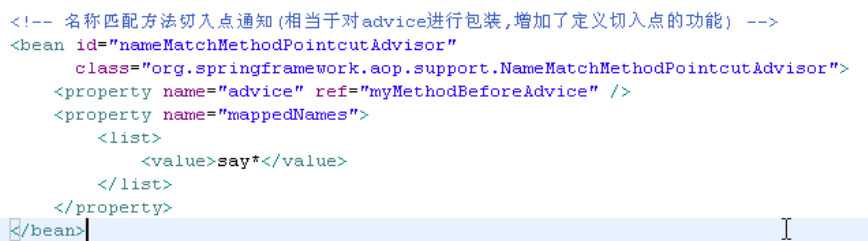 <!-- 名称匹配方法切入点通知(相当于对advice进行包装,增加了定义切入点的功能) -->
<bean id="nameMatchMethodPointcutAdvisor"
class="org.springframework.aop.support.NameMatchMethodPointcutAdvisor">
<property name="advice" ref="myMethodBeforeAdvice" />
<property name="mappedNames">
<list>
<value>say*</value>
</list>
</property>
</bean>